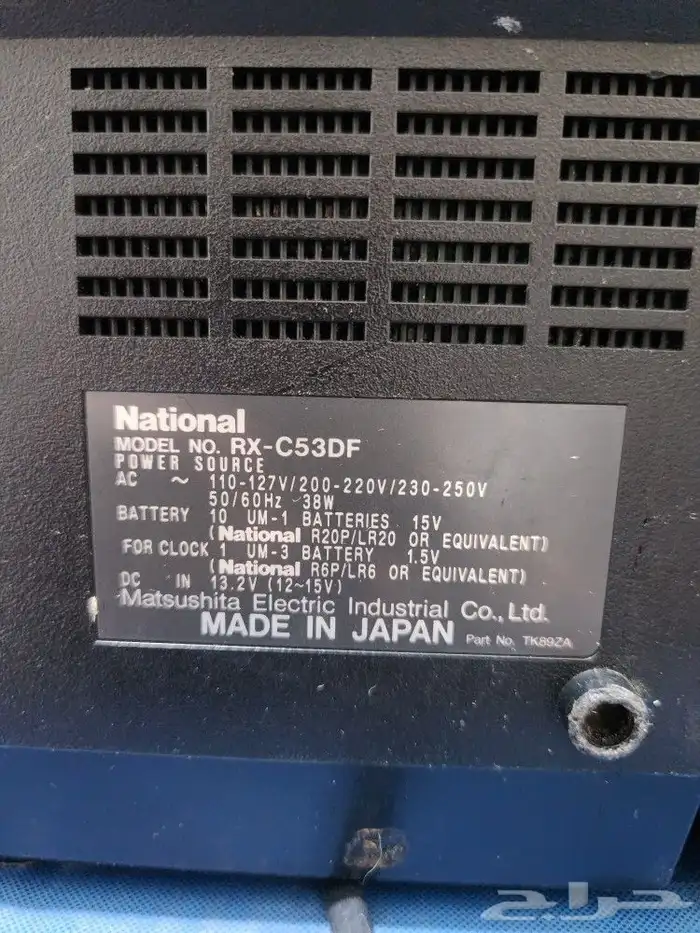 National
MODEL NO. RX-C53DF
POWER SOURCE
AC ~ 110-127V/200-220V/230-250V
50/60Hz 38W
BATTERY 10 UM-1 BATTERIES 15V
(National R20P/LR20 OR EQUIVALENT)
FOR CLOCK 1 UM-3 BATTERY 1.5V
(National R6P/LR6 OR EQUIVALENT)
DC IN 13.2V (12~15V)
Matsushita Electric Industrial Co., Ltd.
MADE IN JAPAN Part No. TK89ZA
حراج